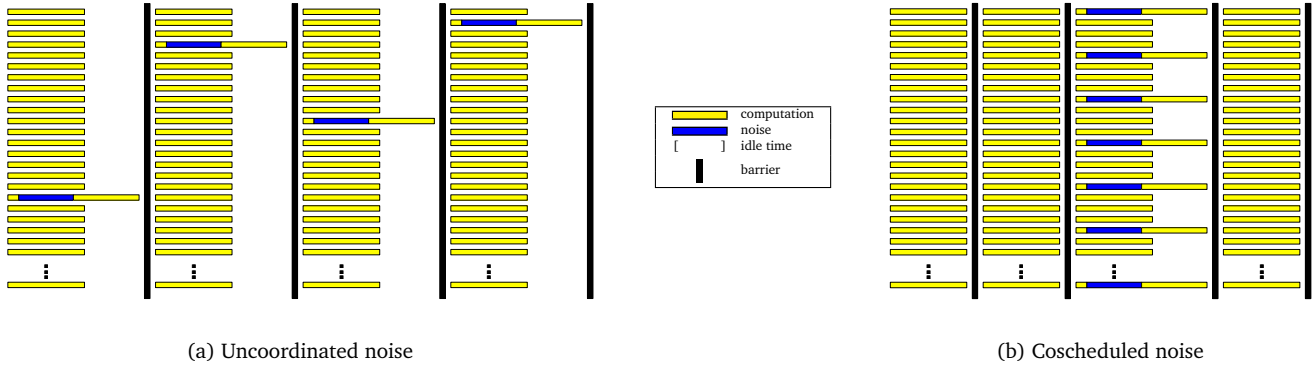 computation
noise
[ ] idle time
barrier
(a) Uncoordinated noise
(b) Coscheduled noise